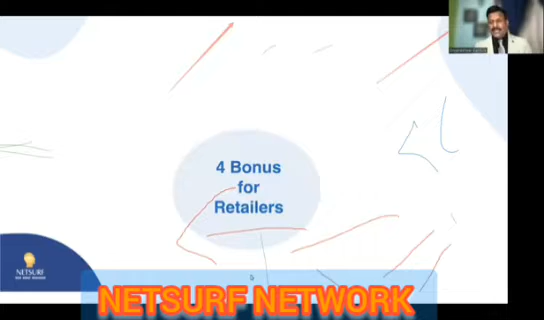 4 Bonus
for
Retailers
NETSURF
NETSURF NETWORK